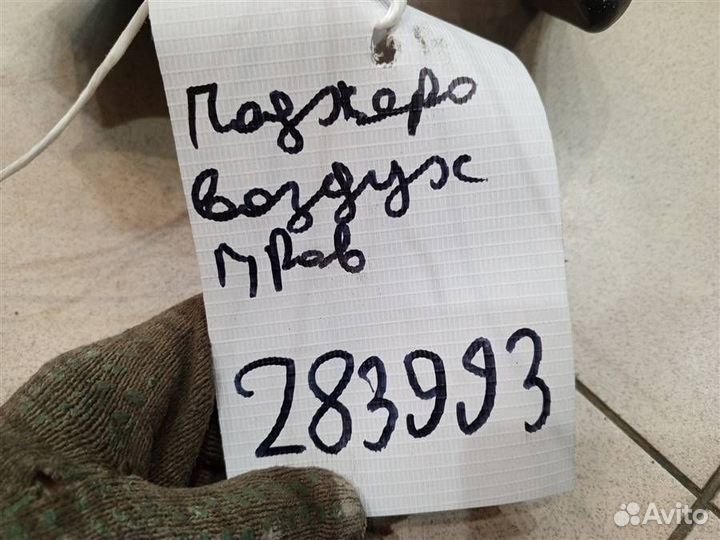 Паджеро
воздух
прав
283993
Avito